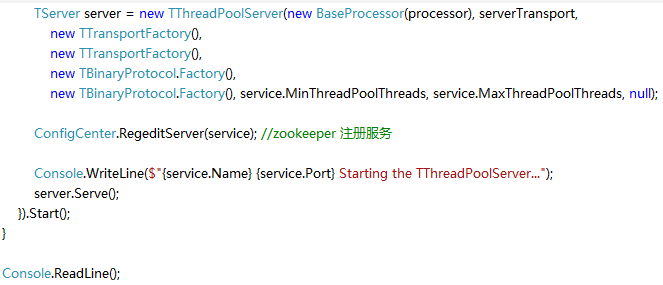 TServer server = new TThreadPoolServer(new BaseProcessor(processor), serverTransport,
new TTransportFactory(),
new TTransportFactory(),
new TBinaryProtocol.Factory(),
new TBinaryProtocol.Factory(), service.MinThreadPoolThreads, service.MaxThreadPoolThreads, null);
ConfigCenter.RegeditServer(service); //zookeeper 注册服务
Console.WriteLine($"{service.Name} {service.Port} Starting the TThreadPoolServer...");
server.Serve();
}).Start();
}
Console.ReadLine();